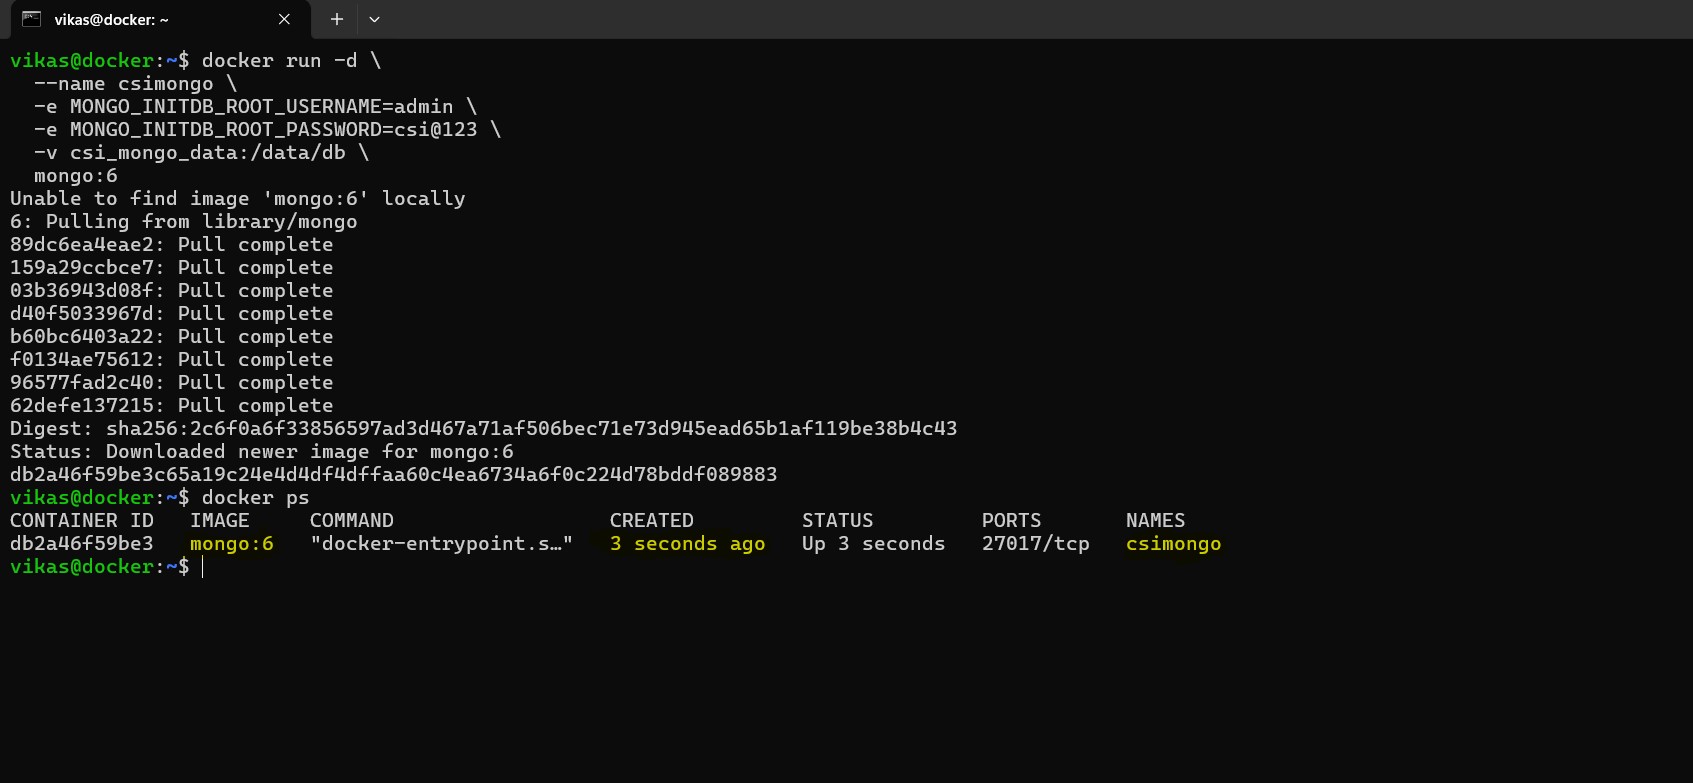 vikas@docker: ~
vikas@docker:~$ docker run -d \
--name csimongo \
-e MONGO_INITDB_ROOT_USERNAME=admin \
-e MONGO_INITDB_ROOT_PASSWORD=csi@123 \
-v csi_mongo_data:/data/db \
mongo:6
Unable to find image 'mongo:6' locally
6: Pulling from library/mongo
89dc6ea4eae2: Pull complete
159a29ccbce7: Pull complete
03b36943d08f: Pull complete
d40f5033967d: Pull complete
b60bc6403a22: Pull complete
f0134ae75612: Pull complete
96577fad2c40: Pull complete
62defe137215: Pull complete
Digest: sha256:2c6f0a6f33856597ad3d467a71af506bec71e73d945ead65b1af119be38b4c43
Status: Downloaded newer image for mongo:6
db2a46f59be3c65a19c24e4d4df4dffaa60c4ea6734a6f0c224d78bddf089883
vikas@docker:~$ docker ps
CONTAINER ID   IMAGE     COMMAND                  CREATED         STATUS         PORTS       NAMES
db2a46f59be3   mongo:6   "docker-entrypoint.s…"   3 seconds ago   Up 3 seconds   27017/tcp   csimongo
vikas@docker:~$